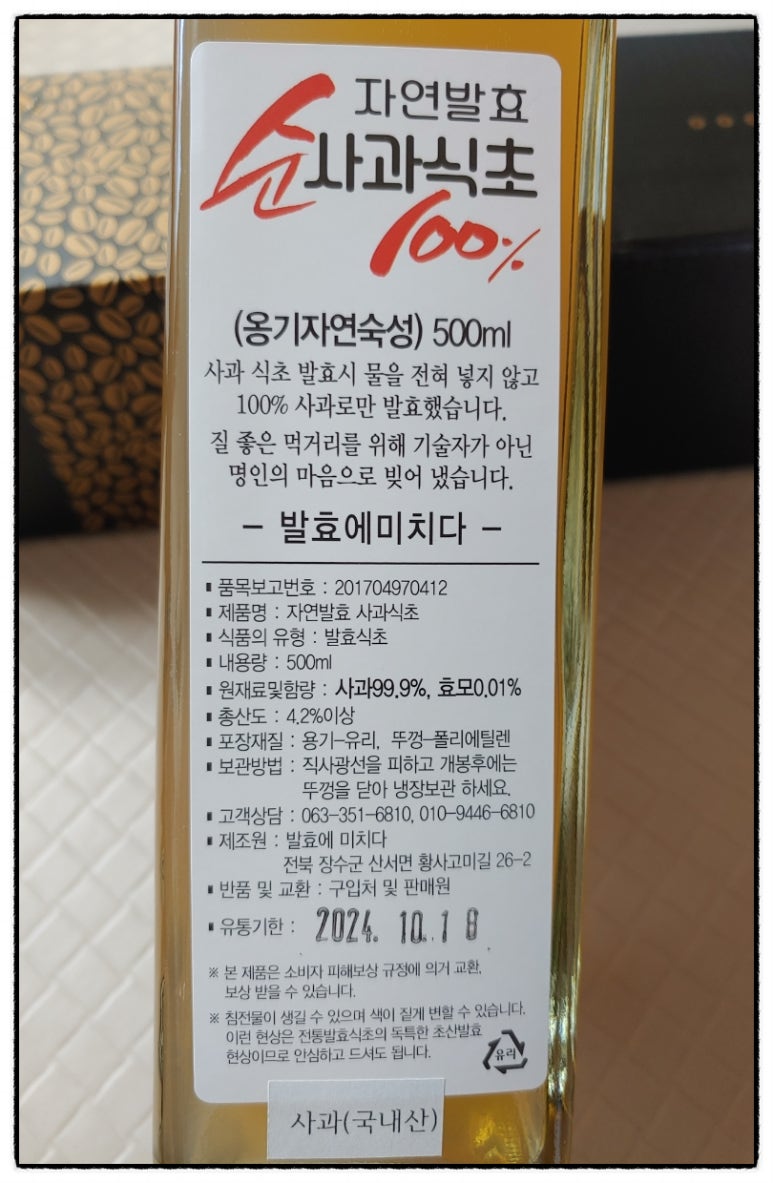 자연발효
순사과식초
100%
(옹기자연숙성) 500ml
사과 식초 발효시 물을 전혀 넣지 않고
100% 사과로만 발효했습니다.
질 좋은 먹거리를 위해 기술자가 아닌
명인의 마음으로 빚어 냈습니다.
- 발효에미치다 -
▪ 품목보고번호 : 201704970412
▪ 제품명 : 자연발효 사과식초
▪ 식품의 유형 : 발효식초
▪ 내용량 : 500ml
▪ 원재료및함량 : 사과99.9%, 효모0.01%
▪ 총산도 : 4.2%이상
▪ 포장재질 : 용기-유리, 뚜껑-폴리에틸렌
▪ 보관방법 : 직사광선을 피하고 개봉후에는
뚜껑을 닫아 냉장보관 하세요.
▪ 고객상담 : 063-351-6810, 010-9446-6810
▪ 제조원 : 발효에 미치다
전북 장수군 산서면 황사고미길 26-2
▪ 반품 및 교환 : 구입처 및 판매원
▪ 유통기한 : 2024. 10. 18
※ 본 제품은 소비자 피해보상 규정에 의거 교환,
보상 받을 수 있습니다.
※ 침전물이 생길 수 있으며 색이 짙게 변할 수 있습니다.
이런 현상은 전통발효식초의 독특한 초산발효
현상이므로 안심하고 드셔도 됩니다.
유리
사과(국내산)